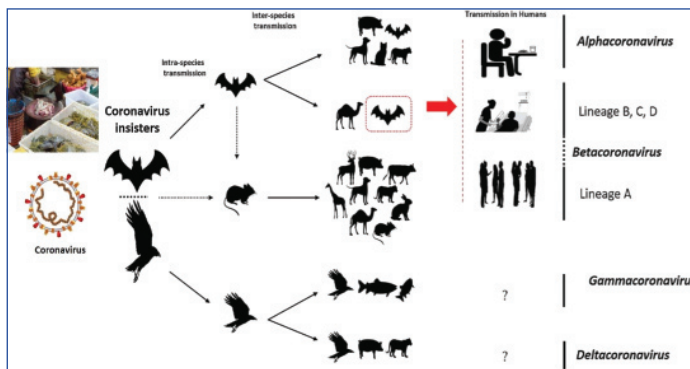 Inter-species
transmission
Transmission in Humans
Alphacoronavirus
Intra-species
transmission
Coronavirus
insisters
Lineage B, C, D
Betacoronavirus
Lineage A
Coronavirus
?
Gammacoronaviru
?
Deltacoronavirus